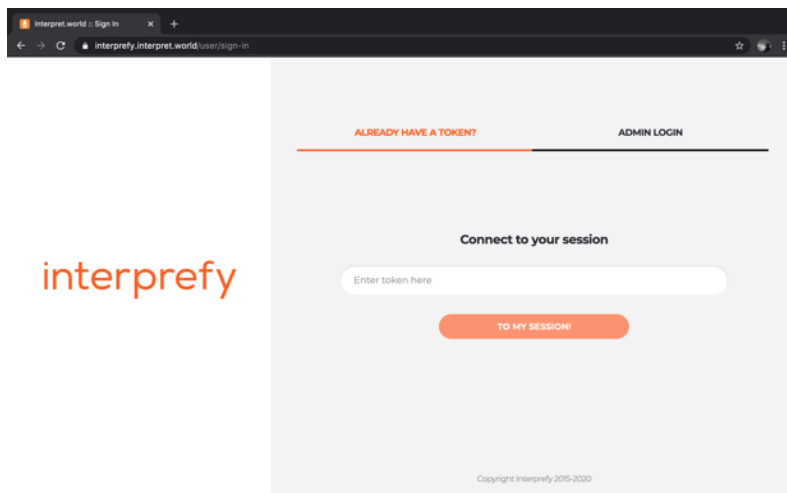 Interpret.world :: Sign In
interprefy.interpret.world/user/sign-in
ALREADY HAVE A TOKEN?
ADMIN LOGIN
Connect to your session
interprefy
Enter token here
TO MY SESSION!
Copyright Interprefy 2015-2020